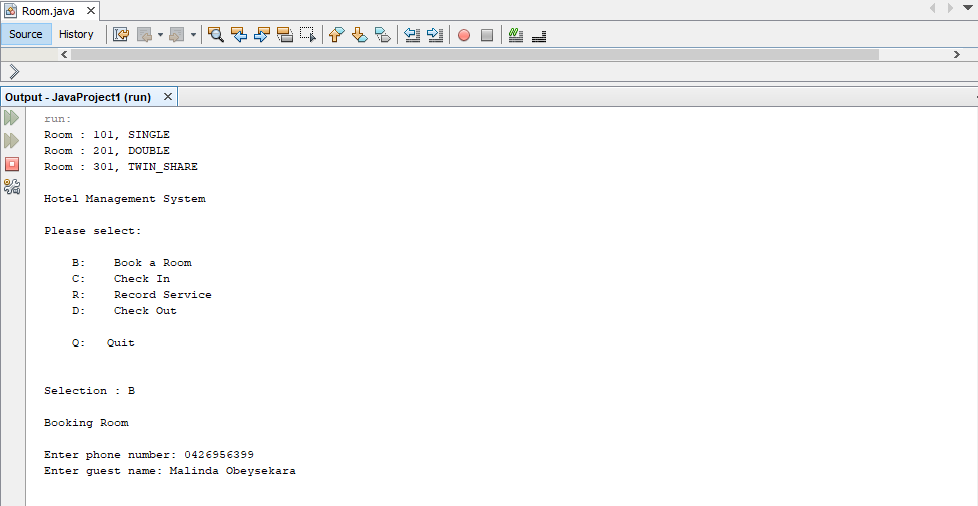 Room.java
Source History
Output - JavaProject1 (run)
run:
Room : 101, SINGLE
Room : 201, DOUBLE
Room : 301, TWIN_SHARE
Hotel Management System
Please select:
B: Book a Room
C: Check In
R: Record Service
D: Check Out
Q: Quit
Selection : B
Booking Room
Enter phone number: 0426956399
Enter guest name: Malinda Obeysekara